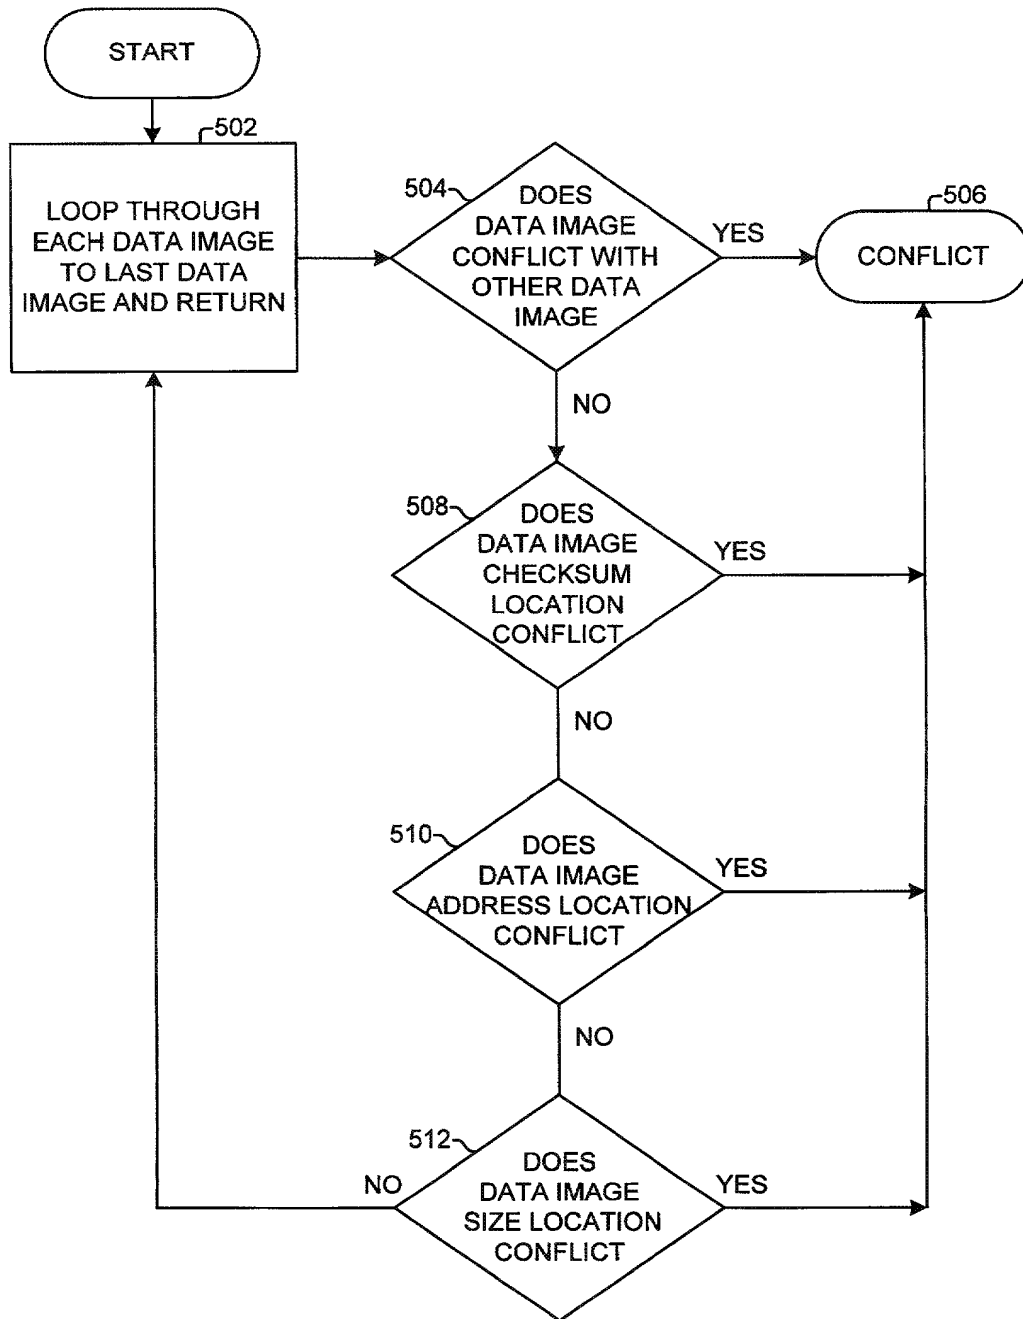 START
502
LOOP THROUGH
EACH DATA IMAGE
TO LAST DATA
IMAGE AND RETURN
504
DOES
DATA IMAGE
CONFLICT WITH
OTHER DATA
IMAGE
YES
506
CONFLICT
NO
508
DOES
DATA IMAGE
CHECKSUM
LOCATION
CONFLICT
YES
NO
510
DOES
DATA IMAGE
ADDRESS LOCATION
CONFLICT
YES
NO
512
DOES
DATA IMAGE
SIZE LOCATION
CONFLICT
NO
YES